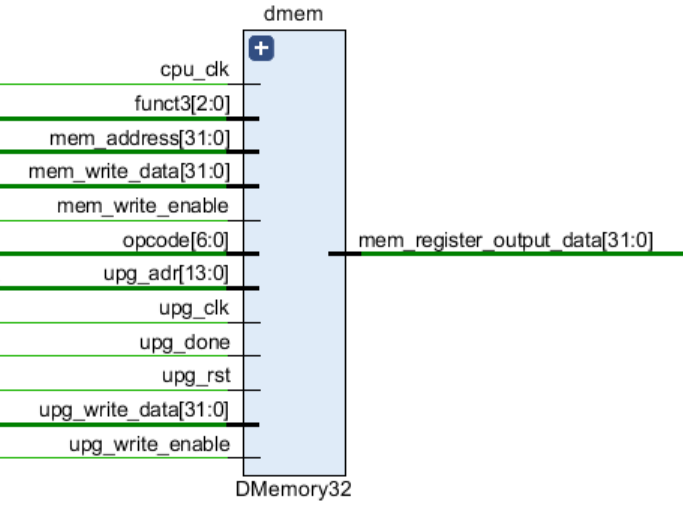 dmem
cpu_clk
funct3[2:0]
mem_address[31:0]
mem_write_data[31:0]
mem_write_enable
opcode[6:0]
mem_register_output_data[31:0]
upg_adr[13:0]
upg_clk
upg_done
upg_rst
upg_write_data[31:0]
upg_write_enable
DMemory32